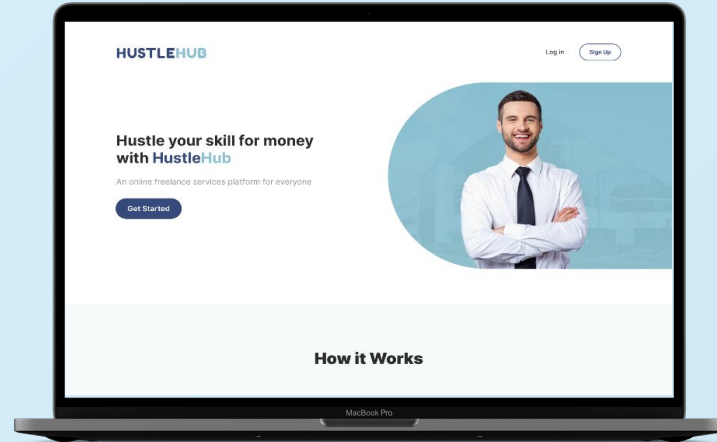 HUSTLEHUB
Log in
Sign Up
Hustle your skill for money
with HustleHub
An online freelance services platform for everyone
Get Started
How it Works
MacBook Pro